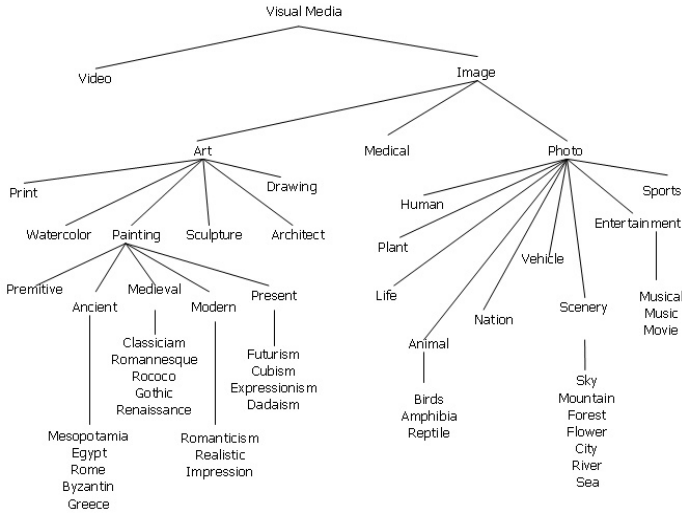 Visual Media
Video
Image
Art
Medical
Photo
Print
Drawing
Sports
Human
Watercolor
Painting
Sculpture
Architect
Entertainment
Plant
Vehicle
Premitive
Ancient
Medieval
Modern
Present
Life
Nation
Scenery
Musical
Music
Movie
Classiciam
Romannesque
Rococo
Gothic
Renaissance
Futurism
Cubism
Expressionism
Dadaism
Animal
Birds
Amphibia
Reptile
Sky
Mountain
Forest
Flower
City
River
Sea
Mesopotamia
Egypt
Rome
Byzantin
Greece
Romanticism
Realistic
Impression